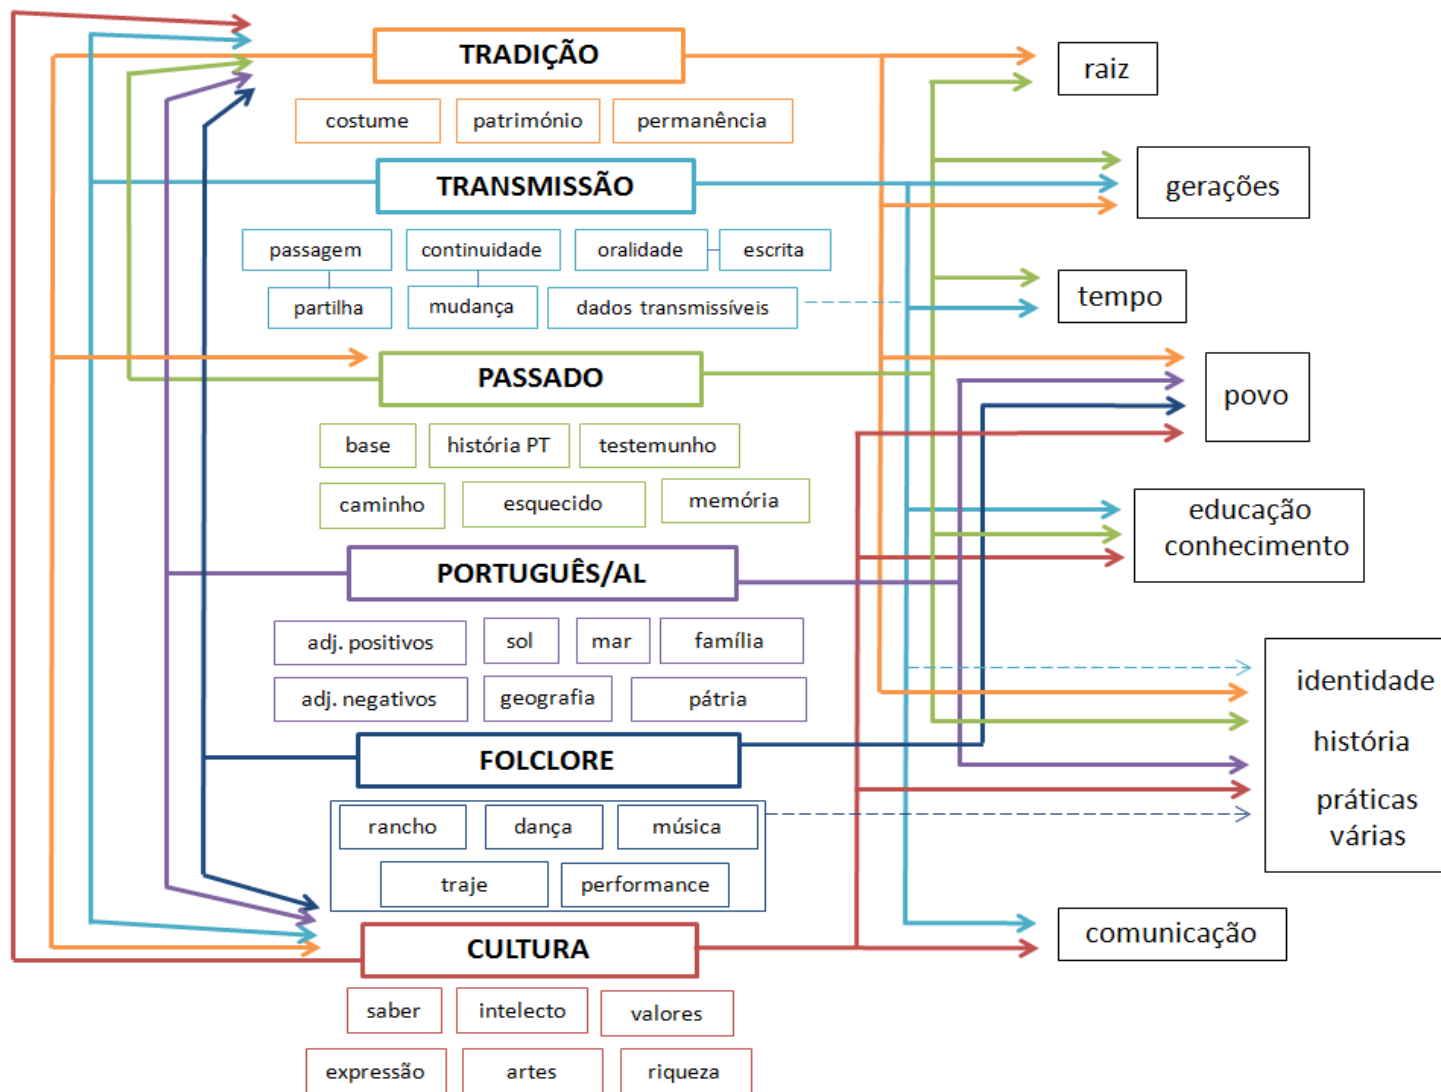 TRADIÇÃO
costume
património
permanência
TRANSMISSÃO
passagem
continuidade
oralidade
escrita
partilha
mudança
dados transmissíveis
PASSADO
base
história PT
testemunho
caminho
esquecido
memória
PORTUGUÊS/AL
adj. positivos
sol
mar
família
adj. negativos
geografia
pátria
FOLCLORE
rancho
dança
música
traje
performance
CULTURA
saber
intelecto
valores
expressão
artes
riqueza
raiz
gerações
tempo
povo
educação
conhecimento
identidade
história
práticas
várias
comunicação